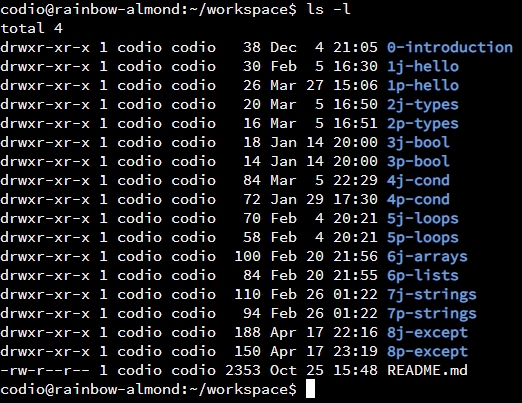 codio@rainbow-almond:~/workspace$ ls -l
total 4
drwxr-xr-x 1 codio codio   38 Dec  4 21:05 0-introduction
drwxr-xr-x 1 codio codio   30 Feb  5 16:30 1j-hello
drwxr-xr-x 1 codio codio   26 Mar 27 15:06 1p-hello
drwxr-xr-x 1 codio codio   20 Mar  5 16:50 2j-types
drwxr-xr-x 1 codio codio   16 Mar  5 16:51 2p-types
drwxr-xr-x 1 codio codio   18 Jan 14 20:00 3j-bool
drwxr-xr-x 1 codio codio   14 Jan 14 20:00 3p-bool
drwxr-xr-x 1 codio codio   84 Mar  5 22:29 4j-cond
drwxr-xr-x 1 codio codio   72 Jan 29 17:30 4p-cond
drwxr-xr-x 1 codio codio   70 Feb  4 20:21 5j-loops
drwxr-xr-x 1 codio codio   58 Feb  4 20:21 5p-loops
drwxr-xr-x 1 codio codio  100 Feb 20 21:56 6j-arrays
drwxr-xr-x 1 codio codio   84 Feb 20 21:55 6p-lists
drwxr-xr-x 1 codio codio  110 Feb 26 01:22 7j-strings
drwxr-xr-x 1 codio codio   94 Feb 26 01:22 7p-strings
drwxr-xr-x 1 codio codio  188 Apr 17 22:16 8j-except
drwxr-xr-x 1 codio codio  150 Apr 17 23:19 8p-except
-rw-r--r-- 1 codio codio 2353 Oct 25 15:48 README.md
codio@rainbow-almond:~/workspace$